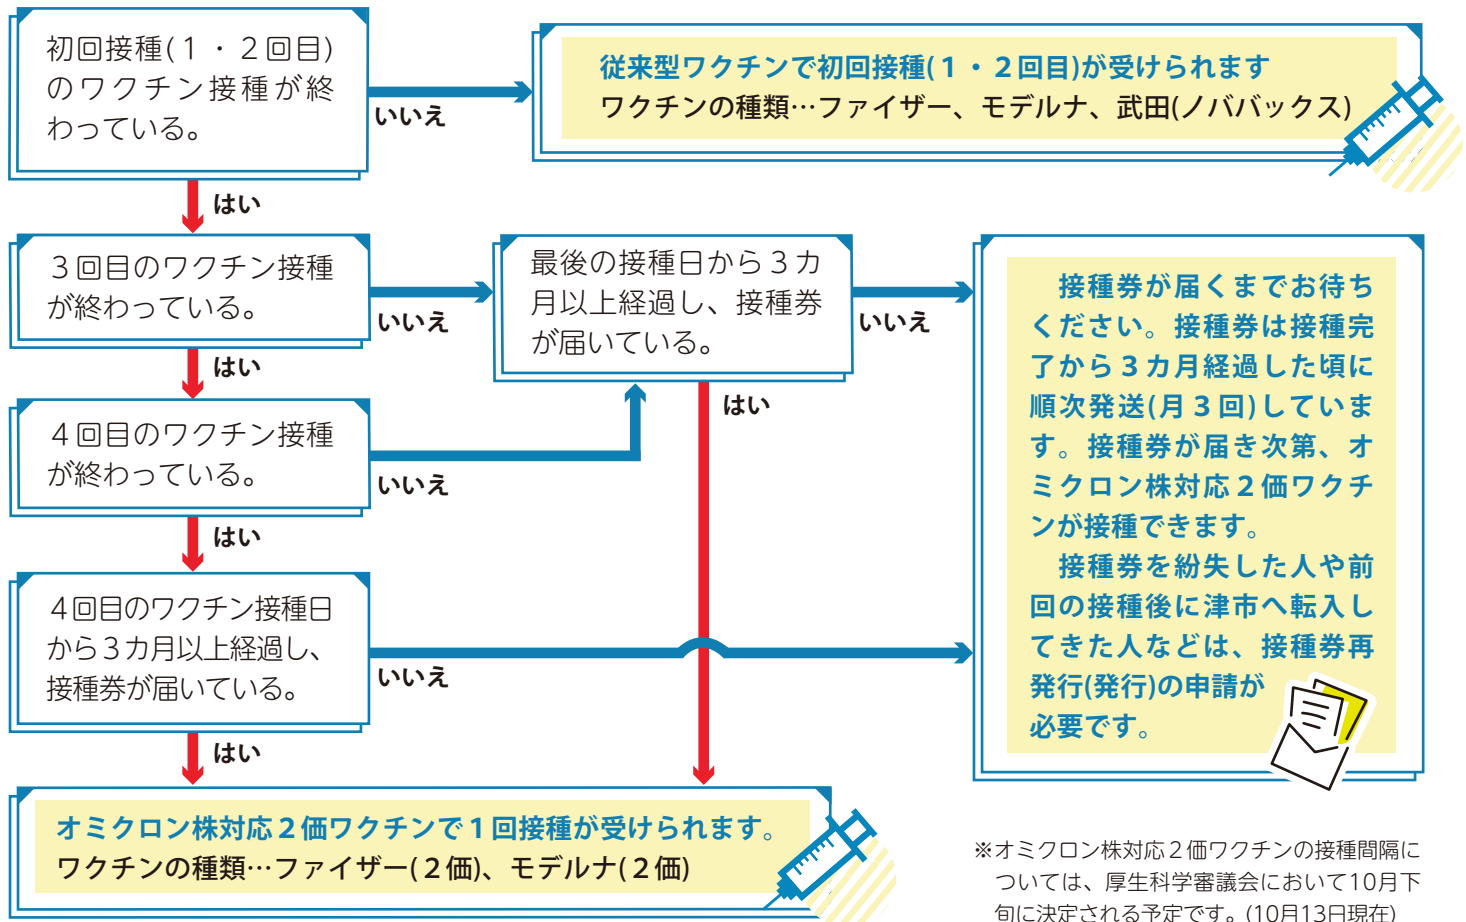 初回接種(１・２回目)
のワクチン接種が終
わっている。
いいえ
従来型ワクチンで初回接種(１・２回目)が受けられます
ワクチンの種類…ファイザー、モデルナ、武田(ノババックス)
はい
３回目のワクチン接種
が終わっている。
いいえ
最後の接種日から３カ
月以上経過し、接種券
が届いている。
いいえ
はい
はい
４回目のワクチン接種
が終わっている。
いいえ
はい
４回目のワクチン接種日
から３カ月以上経過し、
接種券が届いている。
いいえ
はい
接種券が届くまでお待ち
ください。接種券は接種完
了から３カ月経過した頃に
順次発送(月３回)していま
す。接種券が届き次第、オ
ミクロン株対応２価ワクチ
ンが接種できます。
接種券を紛失した人や前
回の接種後に津市へ転入し
てきた人などは、接種券再
発行(発行)の申請が
必要です。
オミクロン株対応２価ワクチンで１回接種が受けられます。
ワクチンの種類…ファイザー(２価)、モデルナ(２価)
※オミクロン株対応２価ワクチンの接種間隔に
ついては、厚生科学審議会において10月下
旬に決定される予定です。(10月13日現在)